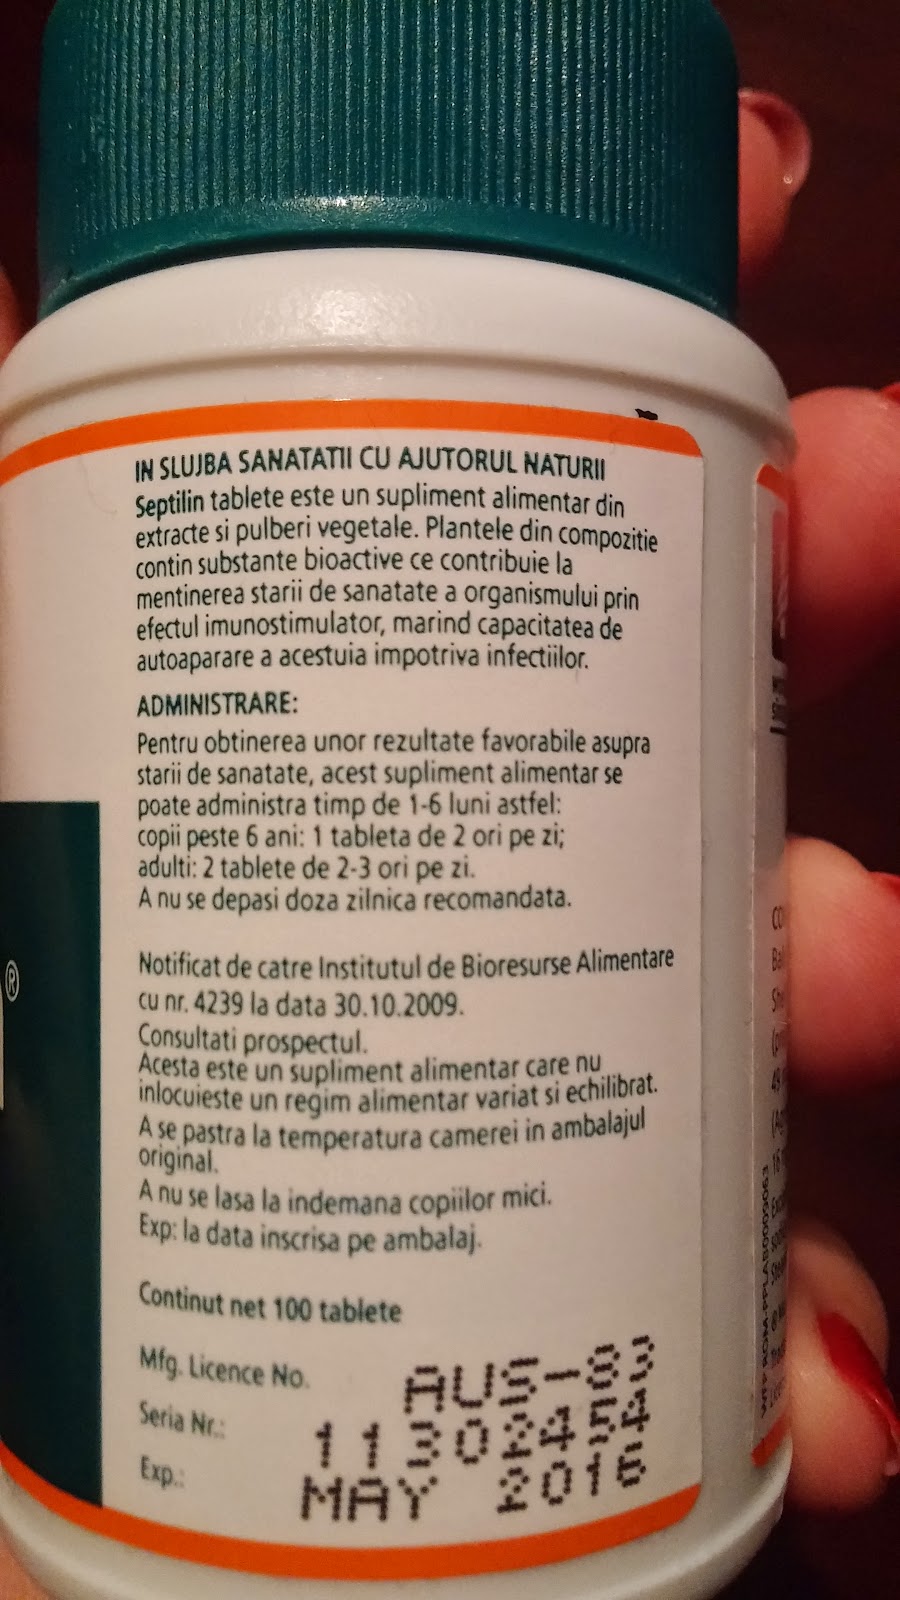 IN SLUJBA SANATATII CU AJUTORUL NATURII
Septilin tablete este un supliment alimentar din
extracte si pulberi vegetale. Plantele din compozitie
contin substante bioactive ce contribuie la
mentinerea starii de sanatate a organismului prin
efectul imunostimulator, marind capacitatea de
autoaparare a acestuia impotriva infectiilor.
ADMINISTRARE:
Pentru obtinerea unor rezultate favorabile asupra
starii de sanatate, acest supliment alimentar se
poate administra timp de 1-6 luni astfel:
copii peste 6 ani: 1 tableta de 2 ori pe zi;
adulti: 2 tablete de 2-3 ori pe zi.
A nu se depasi doza zilnica recomandata.
Notificat de catre Institutul de Bioresurse Alimentare
cu nr. 4239 la data 30.10.2009.
Consultati prospectul.
Acesta este un supliment alimentar care nu
inlocuieste un regim alimentar variat si echilibrat.
A se pastra la temperatura camerei in ambalajul
original.
A nu se lasa la indemana copiilor mici.
Exp: la data inscrisa pe ambalaj.
Continut net 100 tablete
Mfg. Licence No. AUS-83
Seria Nr.: 11302454
Exp.: MAY 2016
®